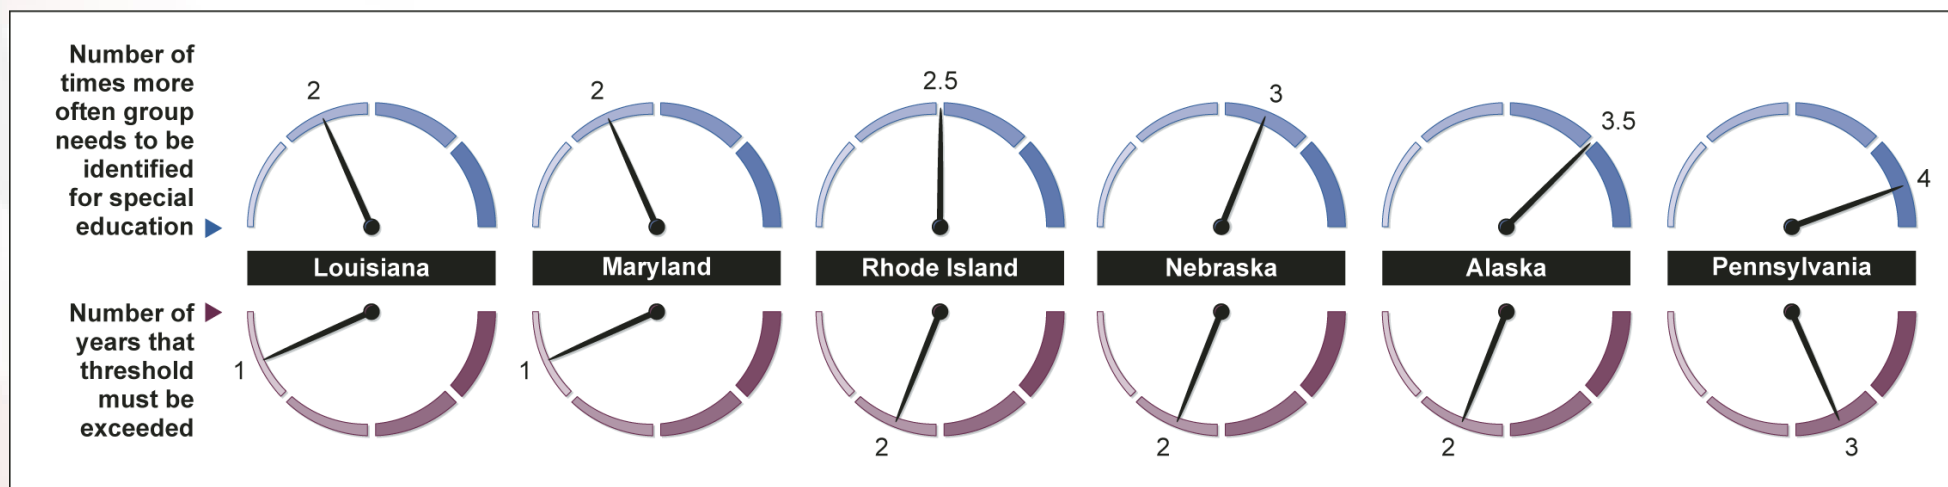 Number of
times more
often group
needs to be
identified
for special
education
2
2
2.5
3
3.5
4
Louisiana
Maryland
Rhode Island
Nebraska
Alaska
Pennsylvania
Number of
years that
threshold
must be
exceeded
1
1
2
2
2
3